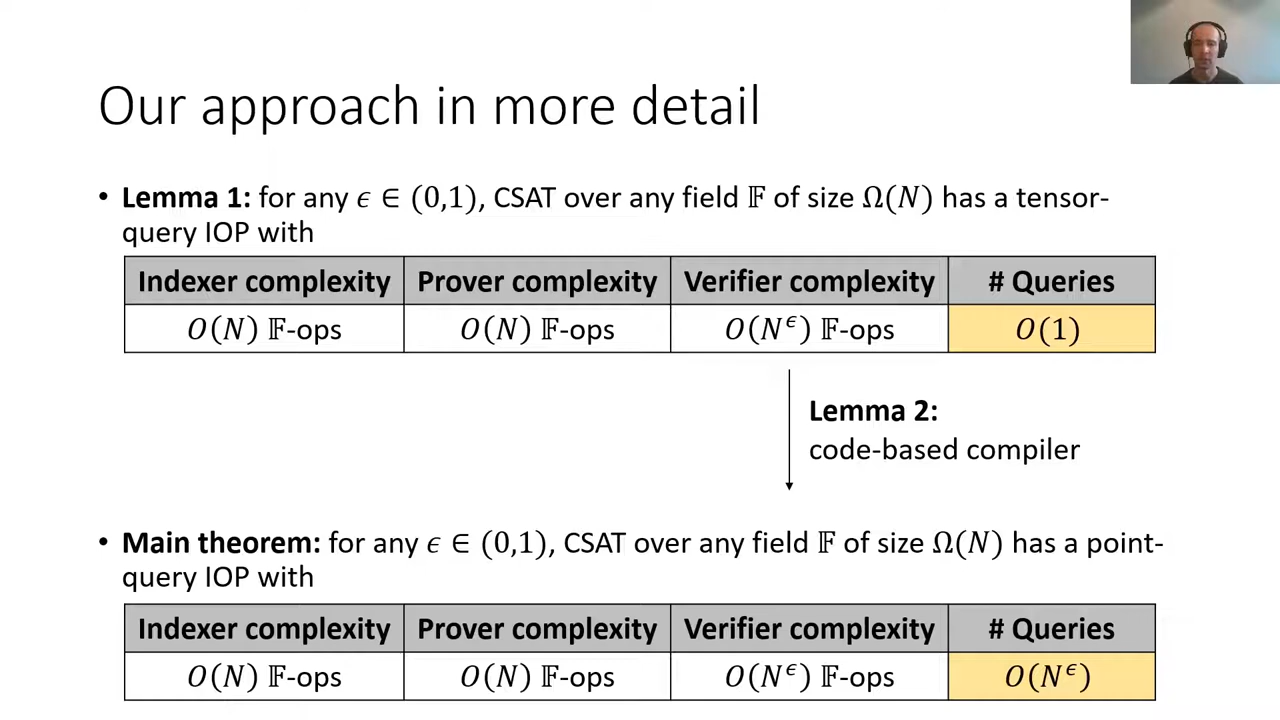 Our approach in more detail
• Lemma 1: for any ϵ ∈ (0,1), CSAT over any field 𝔽 of size Ω(N) has a tensor-
query IOP with
Indexer complexity Prover complexity Verifier complexity # Queries
O(N) 𝔽-ops O(N) 𝔽-ops O(N^ϵ) 𝔽-ops O(1)
Lemma 2:
code-based compiler
• Main theorem: for any ϵ ∈ (0,1), CSAT over any field 𝔽 of size Ω(N) has a point-
query IOP with
Indexer complexity Prover complexity Verifier complexity # Queries
O(N) 𝔽-ops O(N) 𝔽-ops O(N^ϵ) 𝔽-ops O(N^ϵ)